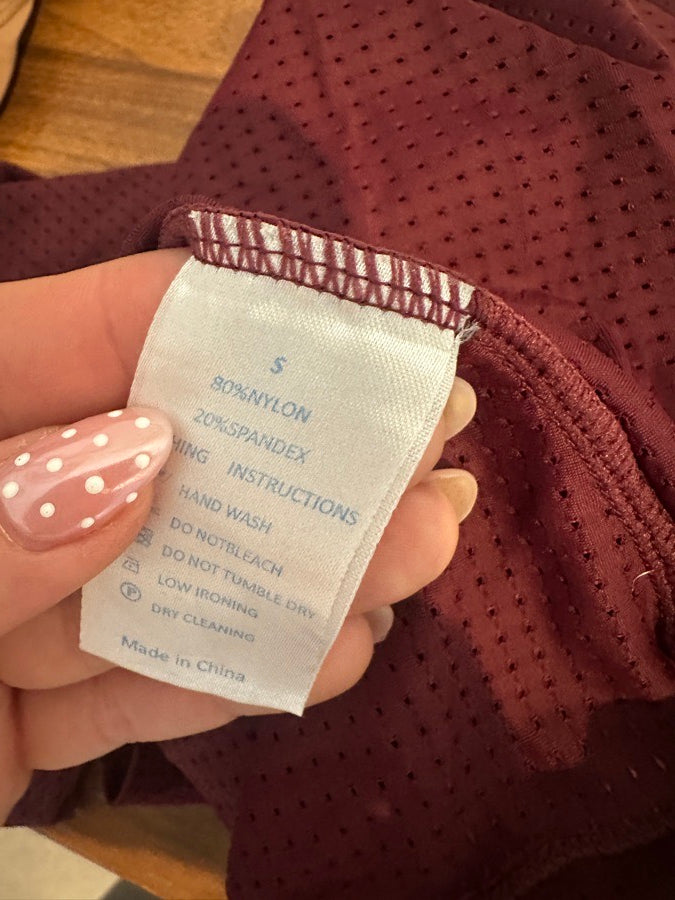 S
80%NYLON
20%SPANDEX
HING INSTRUCTIONS
HAND WASH
DO NOTBLEACH
DO NOT TUMBLE DRY
LOW IRONING
P DRY CLEANING
Made in China